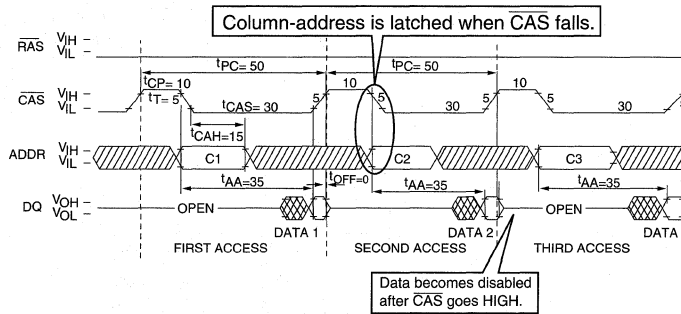 Column-address is latched when CAS falls.
RAS VIH
VIL
tPC= 50
tPC= 50
tCP= 10
10
10
CAS VIH
VIL
tT= 5
tCAS= 30
5
5
30
5
5
30
tCAH=15
ADDR VIH
VIL
C1
C2
C3
tAA=35
tOFF=0
tAA=35
tAA=35
DQ VOH
VOL
OPEN
OPEN
DATA 1
DATA 2
DATA
FIRST ACCESS
SECOND ACCESS
THIRD ACCESS
Data becomes disabled
after CAS goes HIGH.